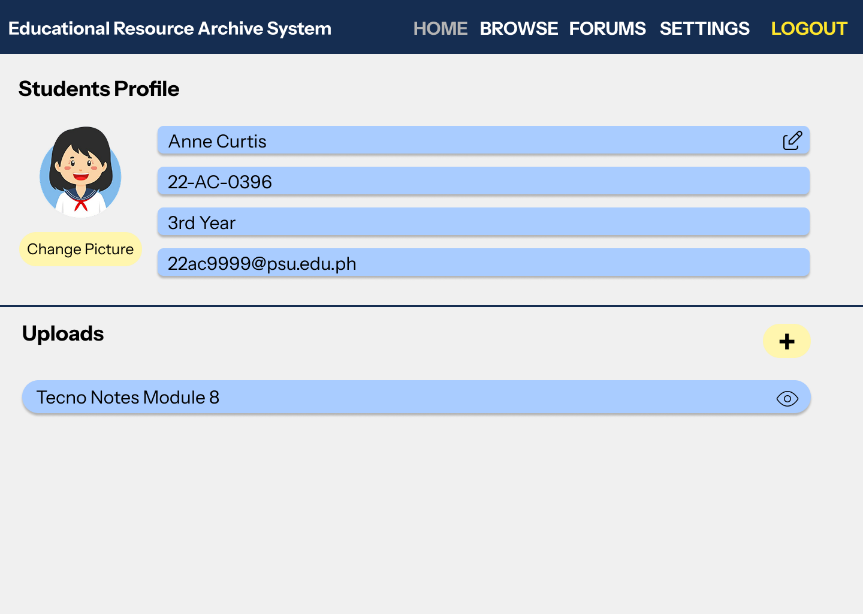 Educational Resource Archive System HOME BROWSE FORUMS SETTINGS LOGOUT
Students Profile
Anne Curtis
22-AC-0396
3rd Year
Change Picture
22ac9999@psu.edu.ph
Uploads
+
Tecno Notes Module 8